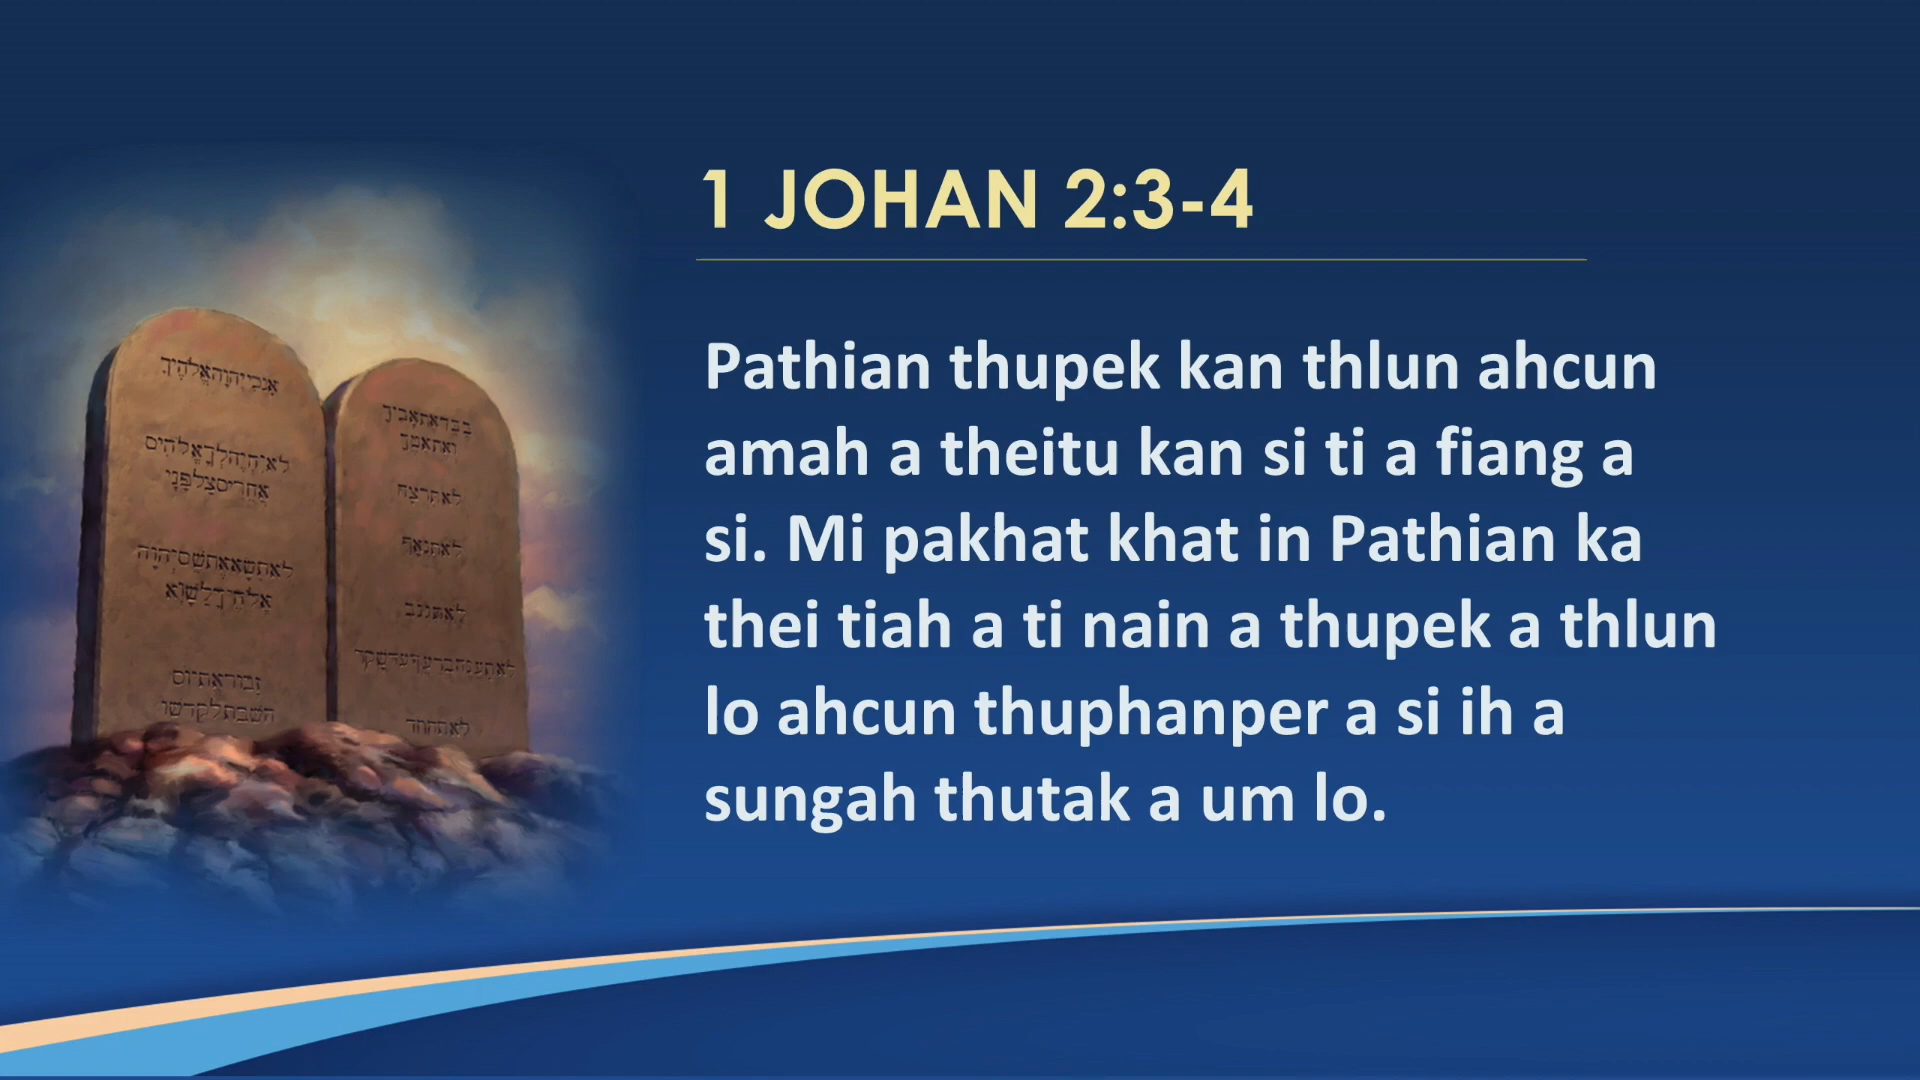 1 JOHAN 2:3-4
Pathian thupek kan thlun ahcun
amah a theitu kan si ti a fiang a
si. Mi pakhat khat in Pathian ka
thei tiah a ti nain a thupek a thlun
lo ahcun thuphanper a si ih a
sungah thutak a um lo.